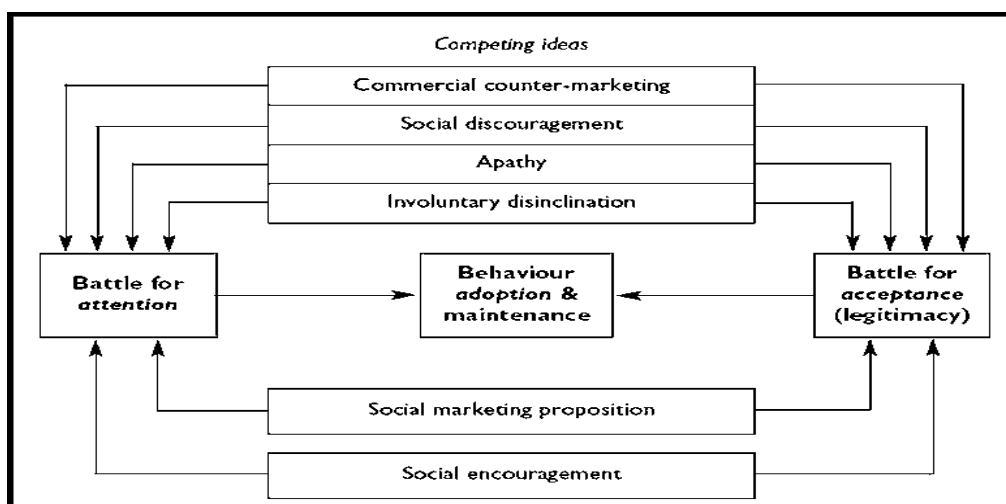 Competing ideas
Commercial counter-marketing
Social discouragement
Apathy
Involuntary disinclination
Battle for
attention
Behaviour
adoption &
maintenance
Battle for
acceptance
(legitimacy)
Social marketing proposition
Social encouragement